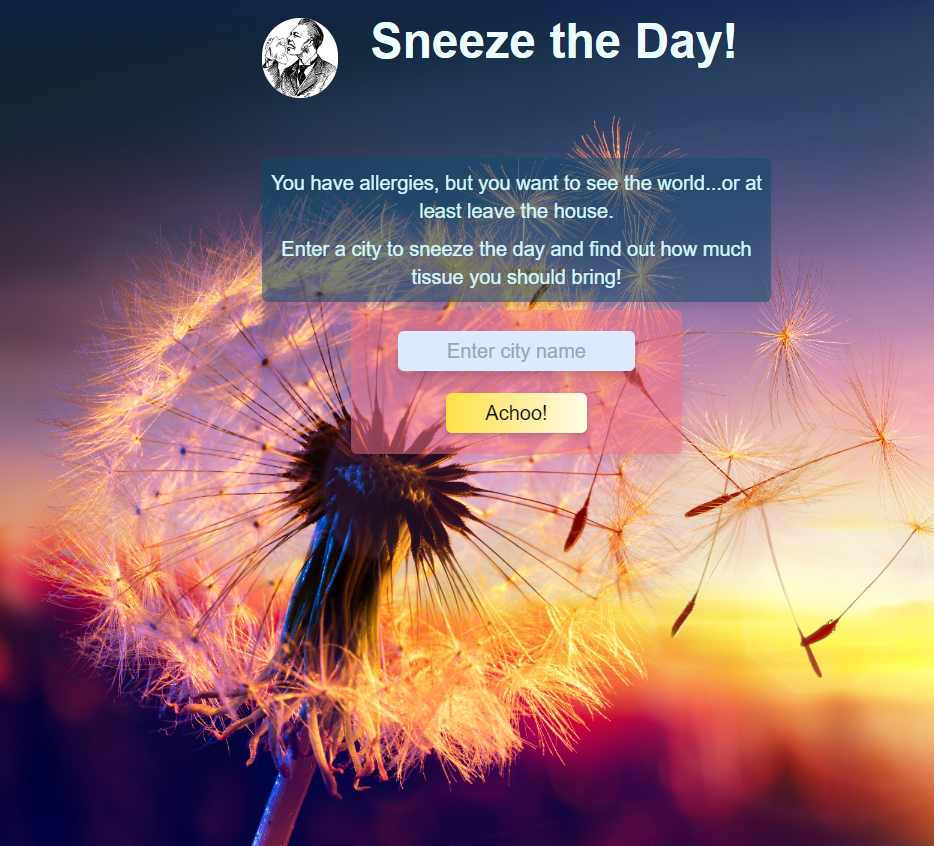 Sneeze the Day!
You have allergies, but you want to see the world...or at
least leave the house.
Enter a city to sneeze the day and find out how much
tissue you should bring!
Enter city name
Achoo!